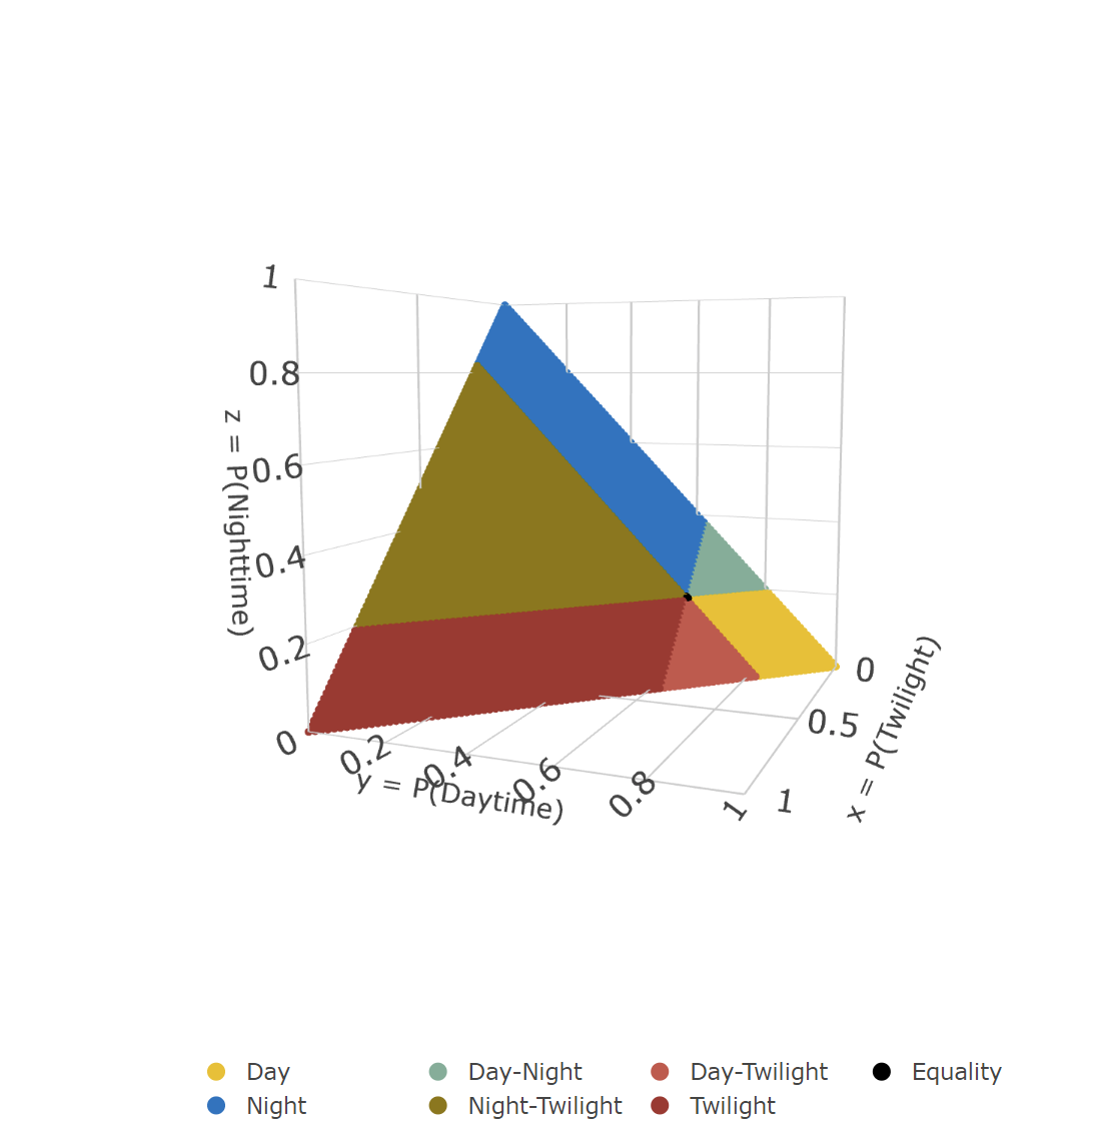 1
0.8
0.6
0.4
0.2
0
z = P(Nighttime)
0.2
0.4
0.6
0.8
1
y = P(Daytime)
0
0.5
1
x = P(Twilight)
Day
Day-Night
Day-Twilight
Equality
Night
Night-Twilight
Twilight